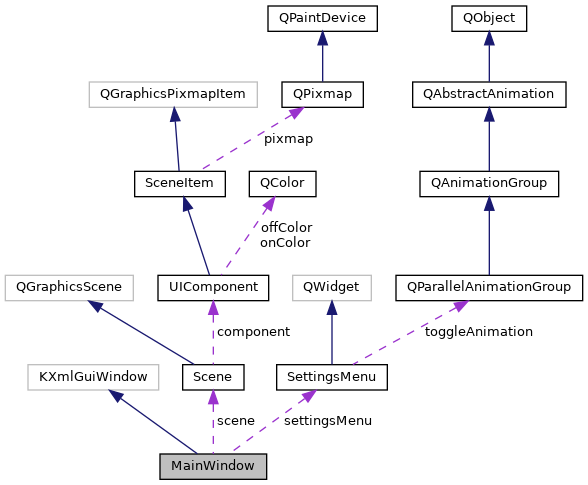 QPaintDevice
QObject
QGraphicsPixmapItem
QPixmap
QAbstractAnimation
pixmap
SceneItem
QColor
QAnimationGroup
offColor
onColor
QGraphicsScene
UIComponent
QWidget
QParallelAnimationGroup
component
toggleAnimation
KXmlGuiWindow
Scene
SettingsMenu
scene
settingsMenu
MainWindow